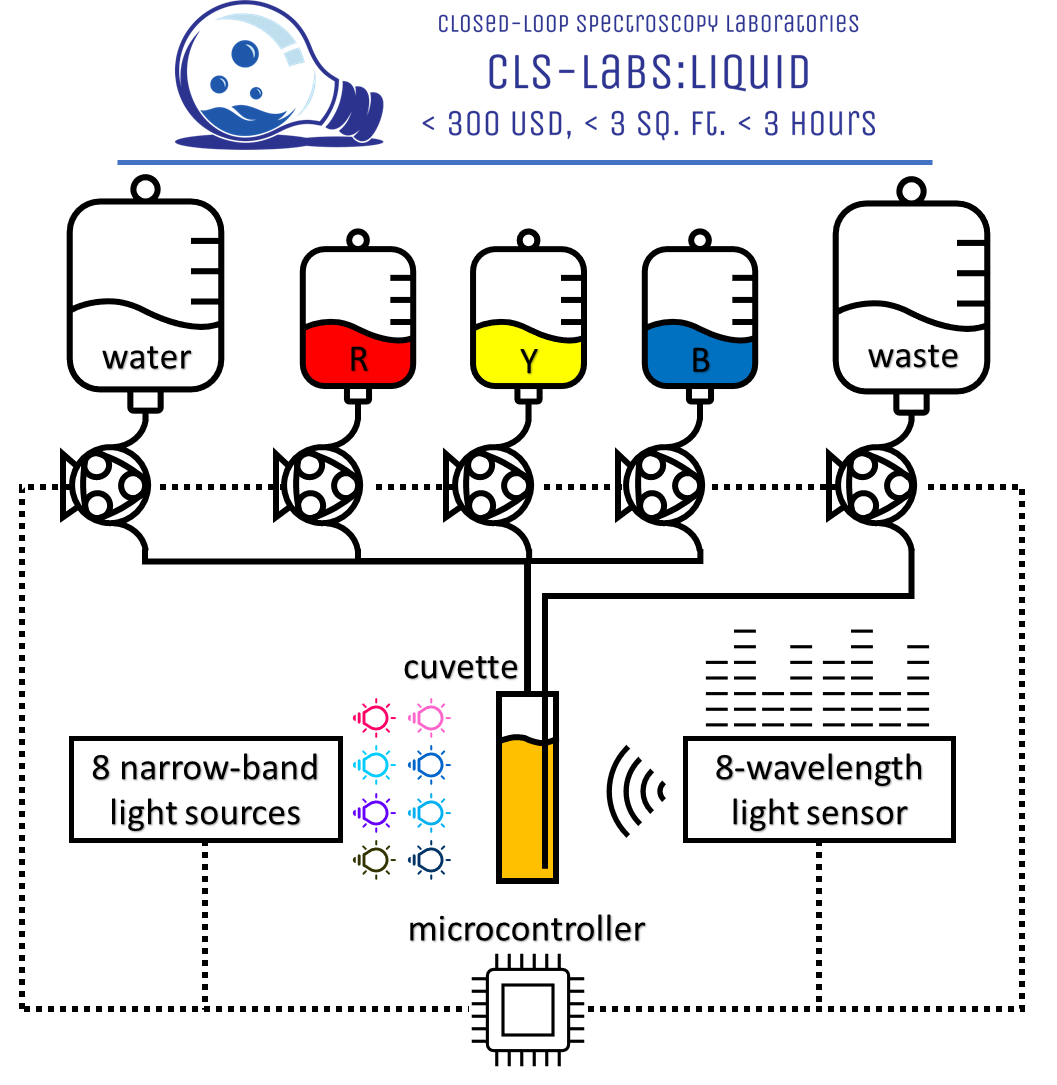 CLOSED-LOOP SPECTROSCOPY LABORATORIES
CLS-LABS:LIQUID
< 300 USD, < 3 SQ. FT. < 3 HOURS
water
R
Y
B
waste
cuvette
8 narrow-band
light sources
8-wavelength
light sensor
microcontroller